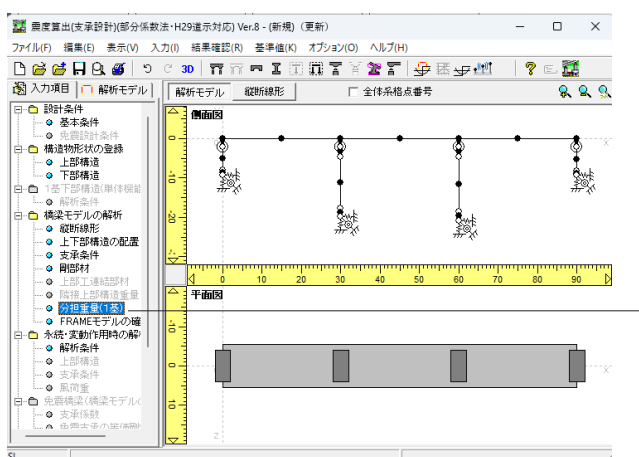 震度算出(支承設計)(部分係数法・H29道示対応) Ver.8 - (新規) (更新)
ファイル(F) 編集(E) 表示(V) 入力(I) 結果確認(R) 基準値(K) オプション(O) ヘルプ(H)
3D
入力項目 解析モデル 解析モデル 縦断線形 全体系格点番号
設計条件
基本条件
免震設計条件
構造物形状の登録
上部構造
下部構造
1基下部構造(単体機能
解析条件
橋梁モデルの解析
縦断線形
上下部構造の配置
支承条件
剛部材
上部工連結部材
隣接上部構造重量
分担重量(1基)
FRAMEモデルの確
永続・変動作用時の解
解析条件
上部構造
支承条件
風荷重
免震橋梁(橋梁モデル
支承係数
側面図
0
-10
-20
X
0 10 20 30 40 50 60 70 80 90
平面図
-10
0
10
X
Z